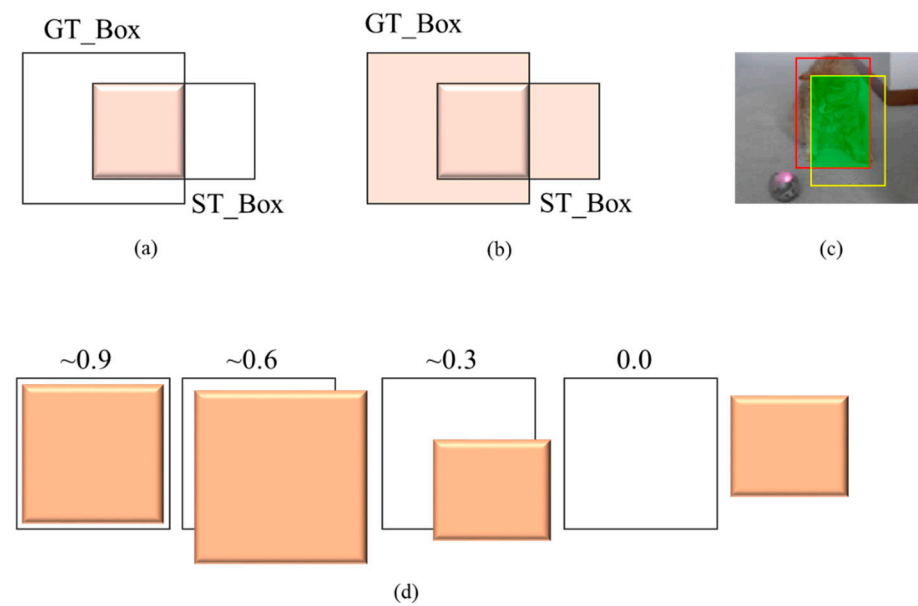 GT_Box
GT_Box
ST_Box
ST_Box
(a)
(b)
(c)
~0.9
~0.6
~0.3
0.0
(d)